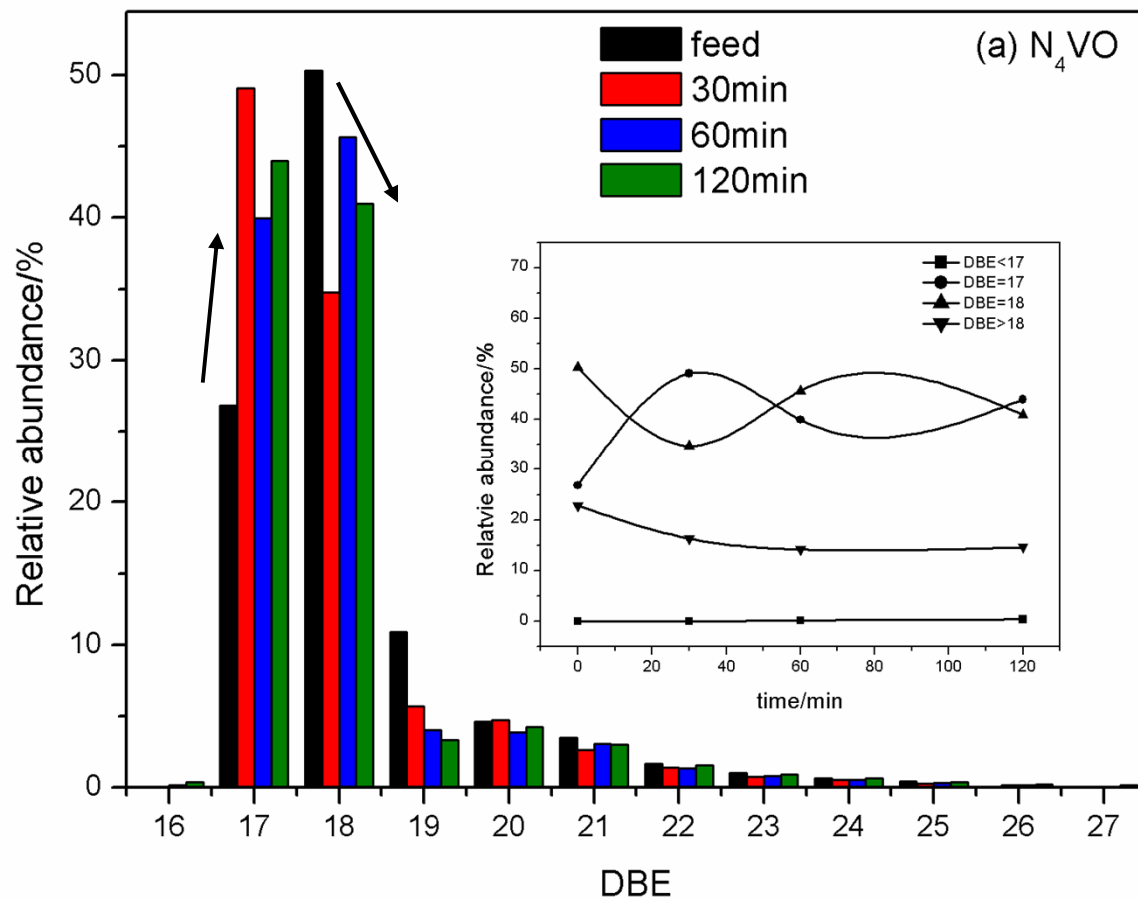 (a) N₄VO
feed
30min
60min
120min
Relative abundance/%
50
40
30
20
10
0
16 17 18 19 20 21 22 23 24 25 26 27
DBE
DBE<17
DBE=17
DBE=18
DBE>18
Relatvie abundance/%
70
60
50
40
30
20
10
0
0 20 40 60 80 100 120
time/min